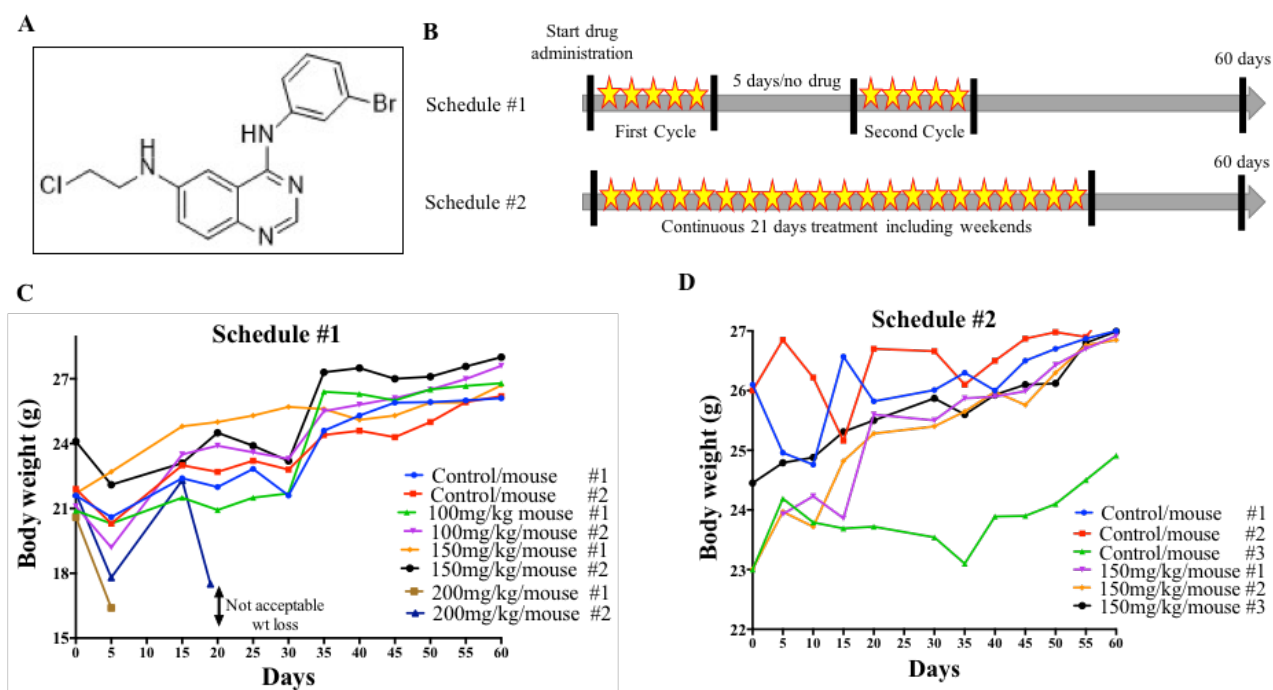 A
HN
Br
H
N
Cl
N
N
B
Start drug
administration
Schedule #1
5 days/no drug
60 days
First Cycle
Second Cycle
Schedule #2
60 days
Continuous 21 days treatment including weekends
C
Schedule #1
Body weight (g)
27
24
21
18
15
0 5 10 15 20 25 30 35 40 45 50 55 60
Days
Not acceptable
wt loss
Control/mouse #1
Control/mouse #2
100mg/kg mouse #1
100mg/kg/mouse #2
150mg/kg/mouse #1
150mg/kg/mouse #2
200mg/kg/mouse #1
200mg/kg/mouse #2
D
Schedule #2
Body weight (g)
27
26
25
24
23
22
0 5 10 15 20 25 30 35 40 45 50 55 60
Days
Control/mouse #1
Control/mouse #2
Control/mouse #3
150mg/kg/mouse #1
150mg/kg/mouse #2
150mg/kg/mouse #3